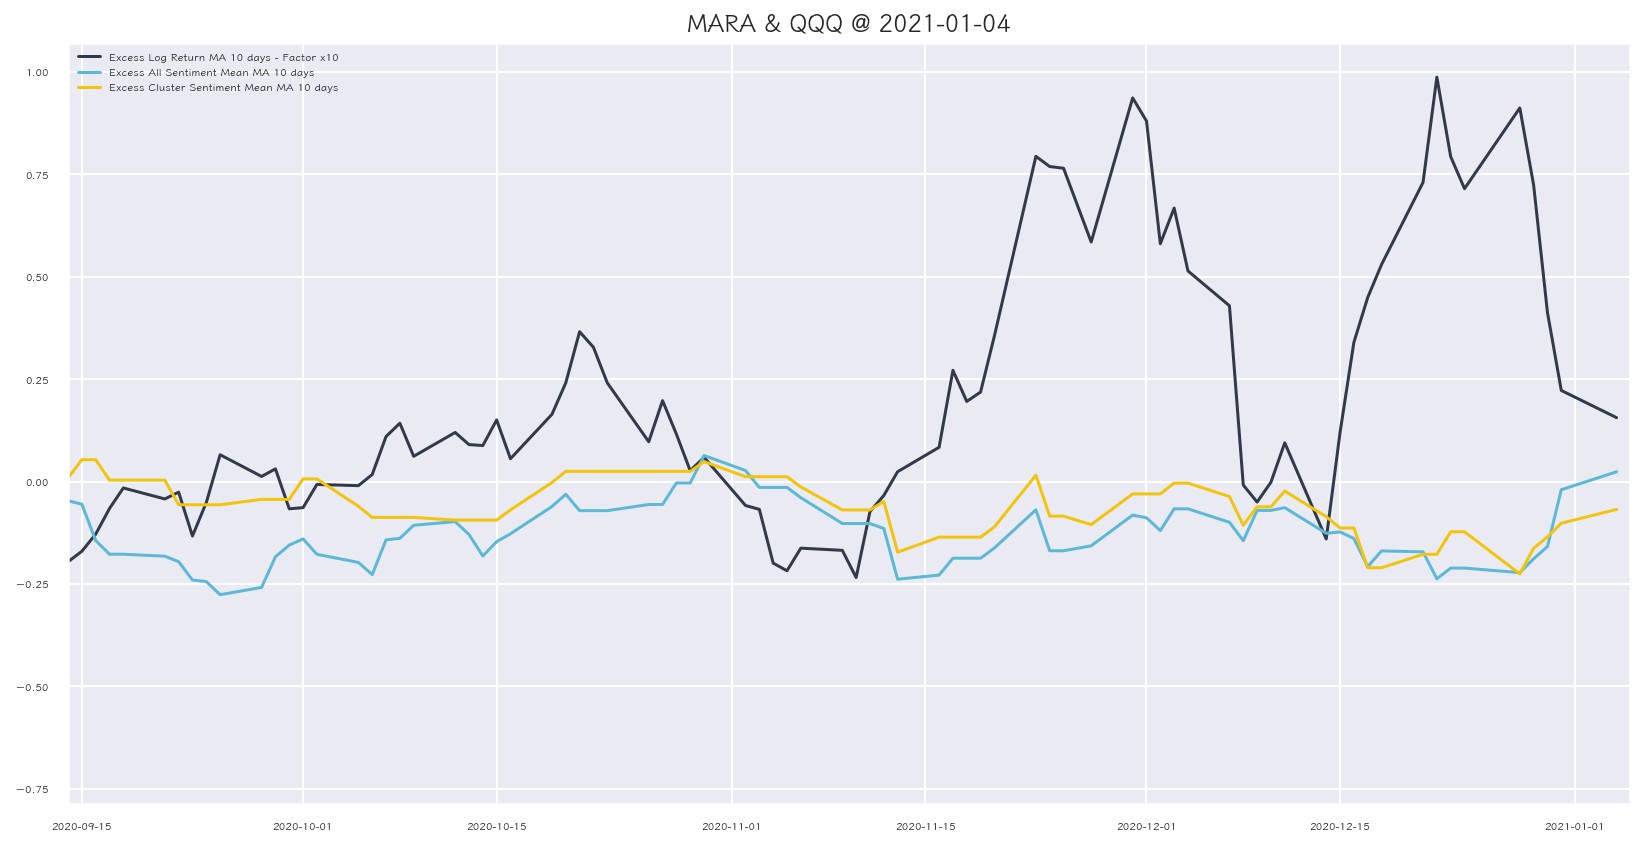 MARA & QQQ @ 2021-01-04
Excess Log Return MA 10 days - Factor x10
Excess All Sentiment Mean MA 10 days
Excess Cluster Sentiment Mean MA 10 days
1.00
0.75
0.50
0.25
0.00
−0.25
−0.50
−0.75
2020-09-15 2020-10-01 2020-10-15 2020-11-01 2020-11-15 2020-12-01 2020-12-15 2021-01-01